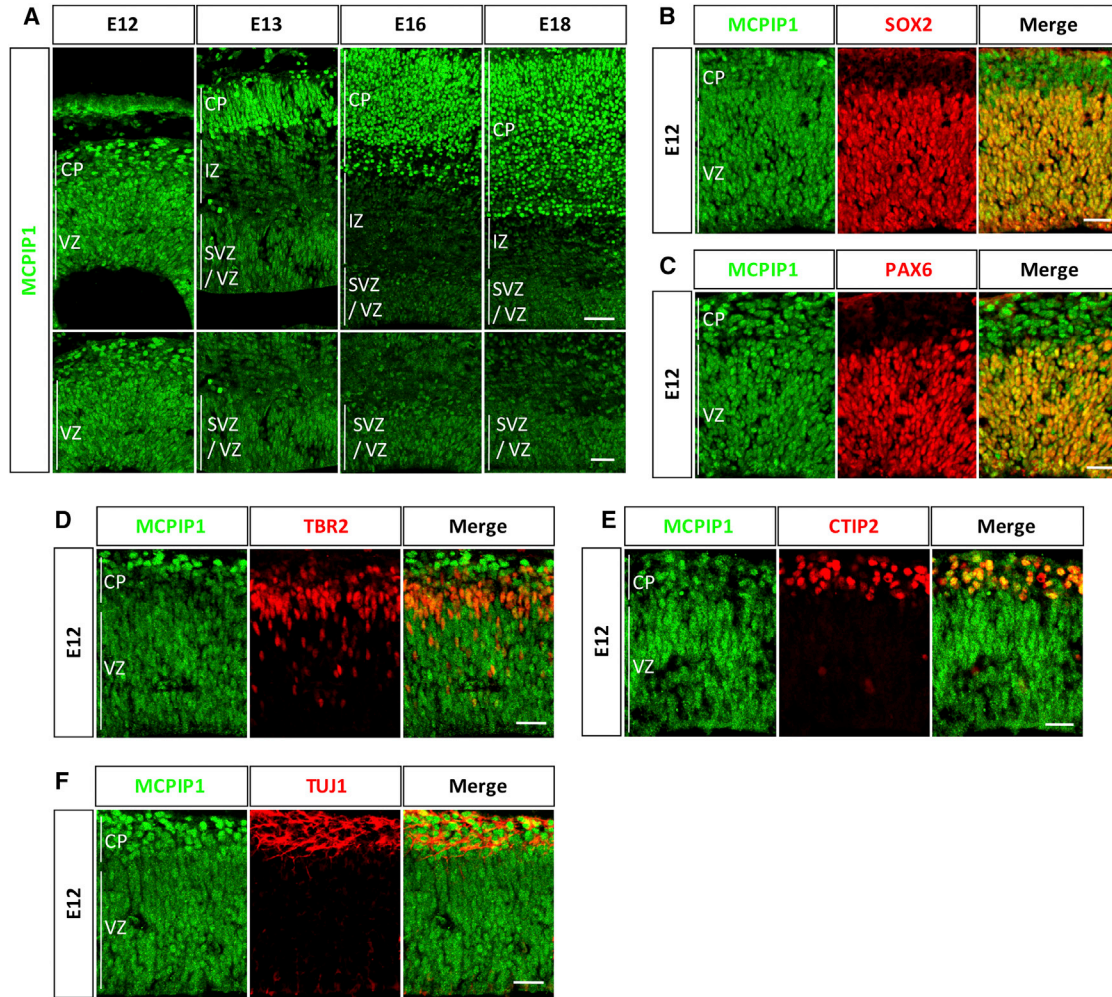 A
E12 E13 E16 E18
MCPIP1
CP
VZ
CP
IZ
SVZ
/ VZ
CP
IZ
SVZ
/ VZ
CP
IZ
SVZ
/ VZ
VZ
SVZ
/ VZ
SVZ
/ VZ
SVZ
/ VZ
B
MCPIP1 SOX2 Merge
E12
CP
VZ
C
MCPIP1 PAX6 Merge
E12
CP
VZ
D
MCPIP1 TBR2 Merge
E12
CP
VZ
E
MCPIP1 CTIP2 Merge
E12
CP
VZ
F
MCPIP1 TUJ1 Merge
E12
CP
VZ